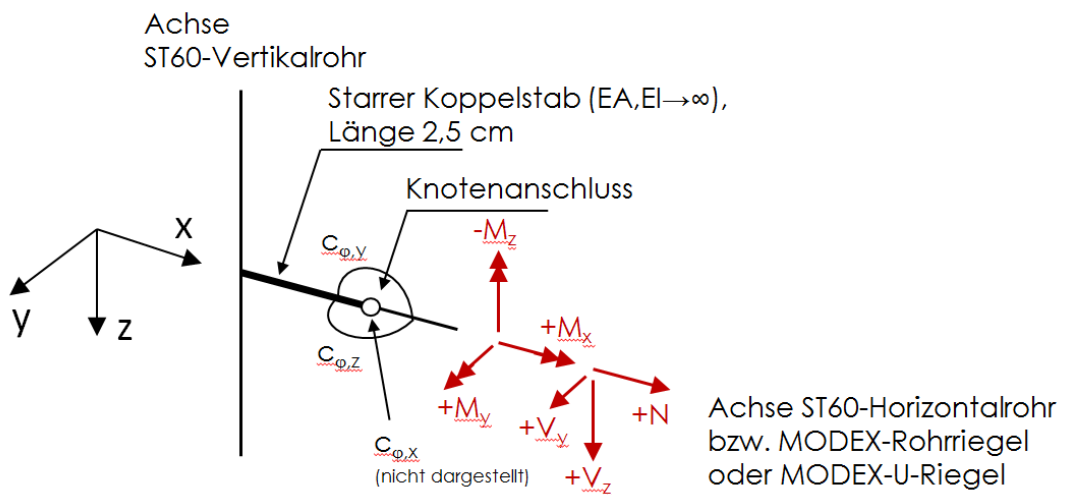 Achse
ST60-Vertikalrohr
Starrer Koppelstab (EA,EI→∞),
Länge 2,5 cm
Knotenanschluss
x
y
z
cφ,y
cφ,z
cφ,x
(nicht dargestellt)
-Mz
+Mx
+My
+Vy
+N
+Vz
Achse ST60-Horizontalrohr
bzw. MODEX-Rohrriegel
oder MODEX-U-Riegel